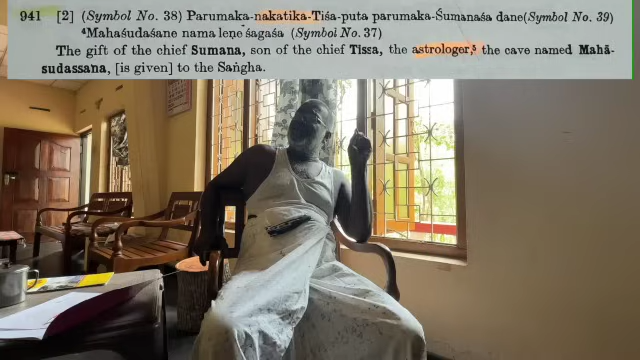 941 [2] (Symbol No. 38) Parumaka-nakatika-Tiśa-puta parumaka-Śumanaśa dane(Symbol No. 39)
⁴Mahaśudaśane nama leṇe śagaśa (Symbol No. 37)
The gift of the chief Sumana, son of the chief Tissa, the astrologer,⁵ the cave named Mahā-
sudassana, [is given] to the Saṅgha.